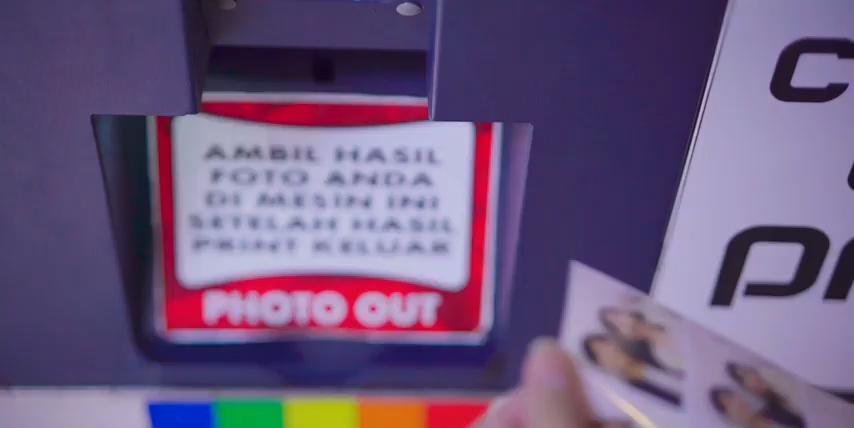 AMBIL HASIL
FOTO ANDA
DI MESIN INI
SETELAH HASIL
PRINT KELUAR
PHOTO OUT